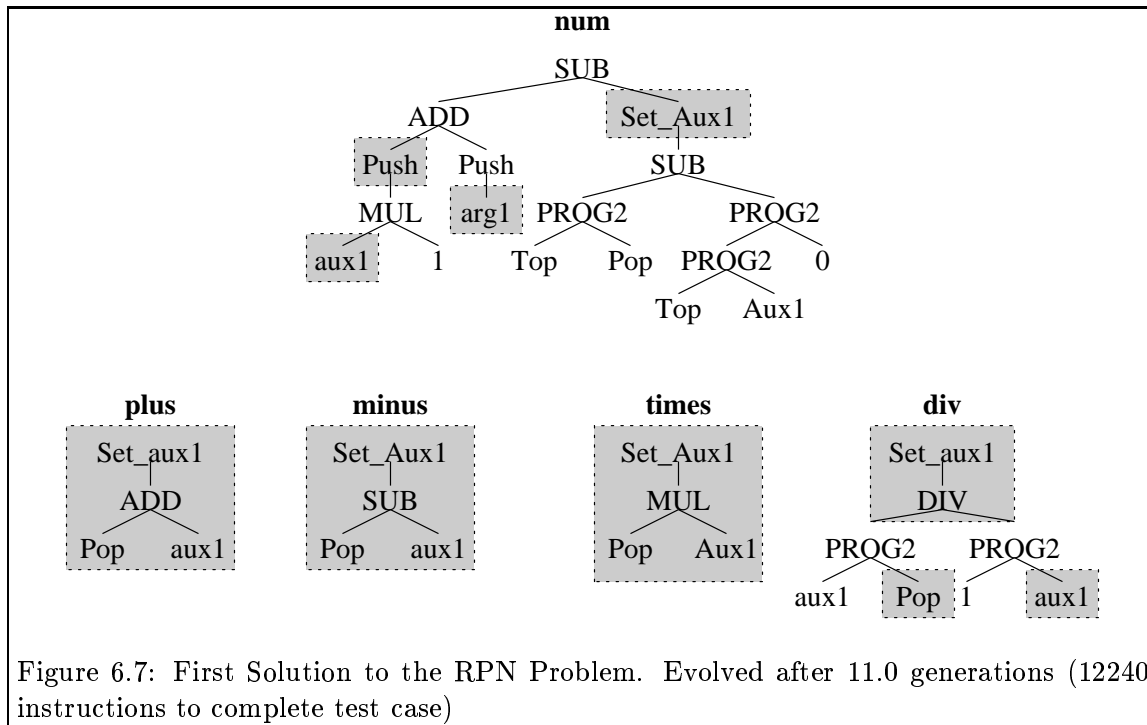 num
SUB
ADD Set_Aux1
Push Push SUB
MUL arg1 PROG2 PROG2
aux1 1 Top Pop PROG2 0
Top Aux1
plus minus times div
Set_aux1 Set_Aux1 Set_Aux1 Set_aux1
ADD SUB MUL DIV
Pop aux1 Pop aux1 Pop Aux1 PROG2 PROG2
aux1 Pop 1 aux1
Figure 6.7: First Solution to the RPN Problem. Evolved after 11.0 generations (12240
instructions to complete test case)